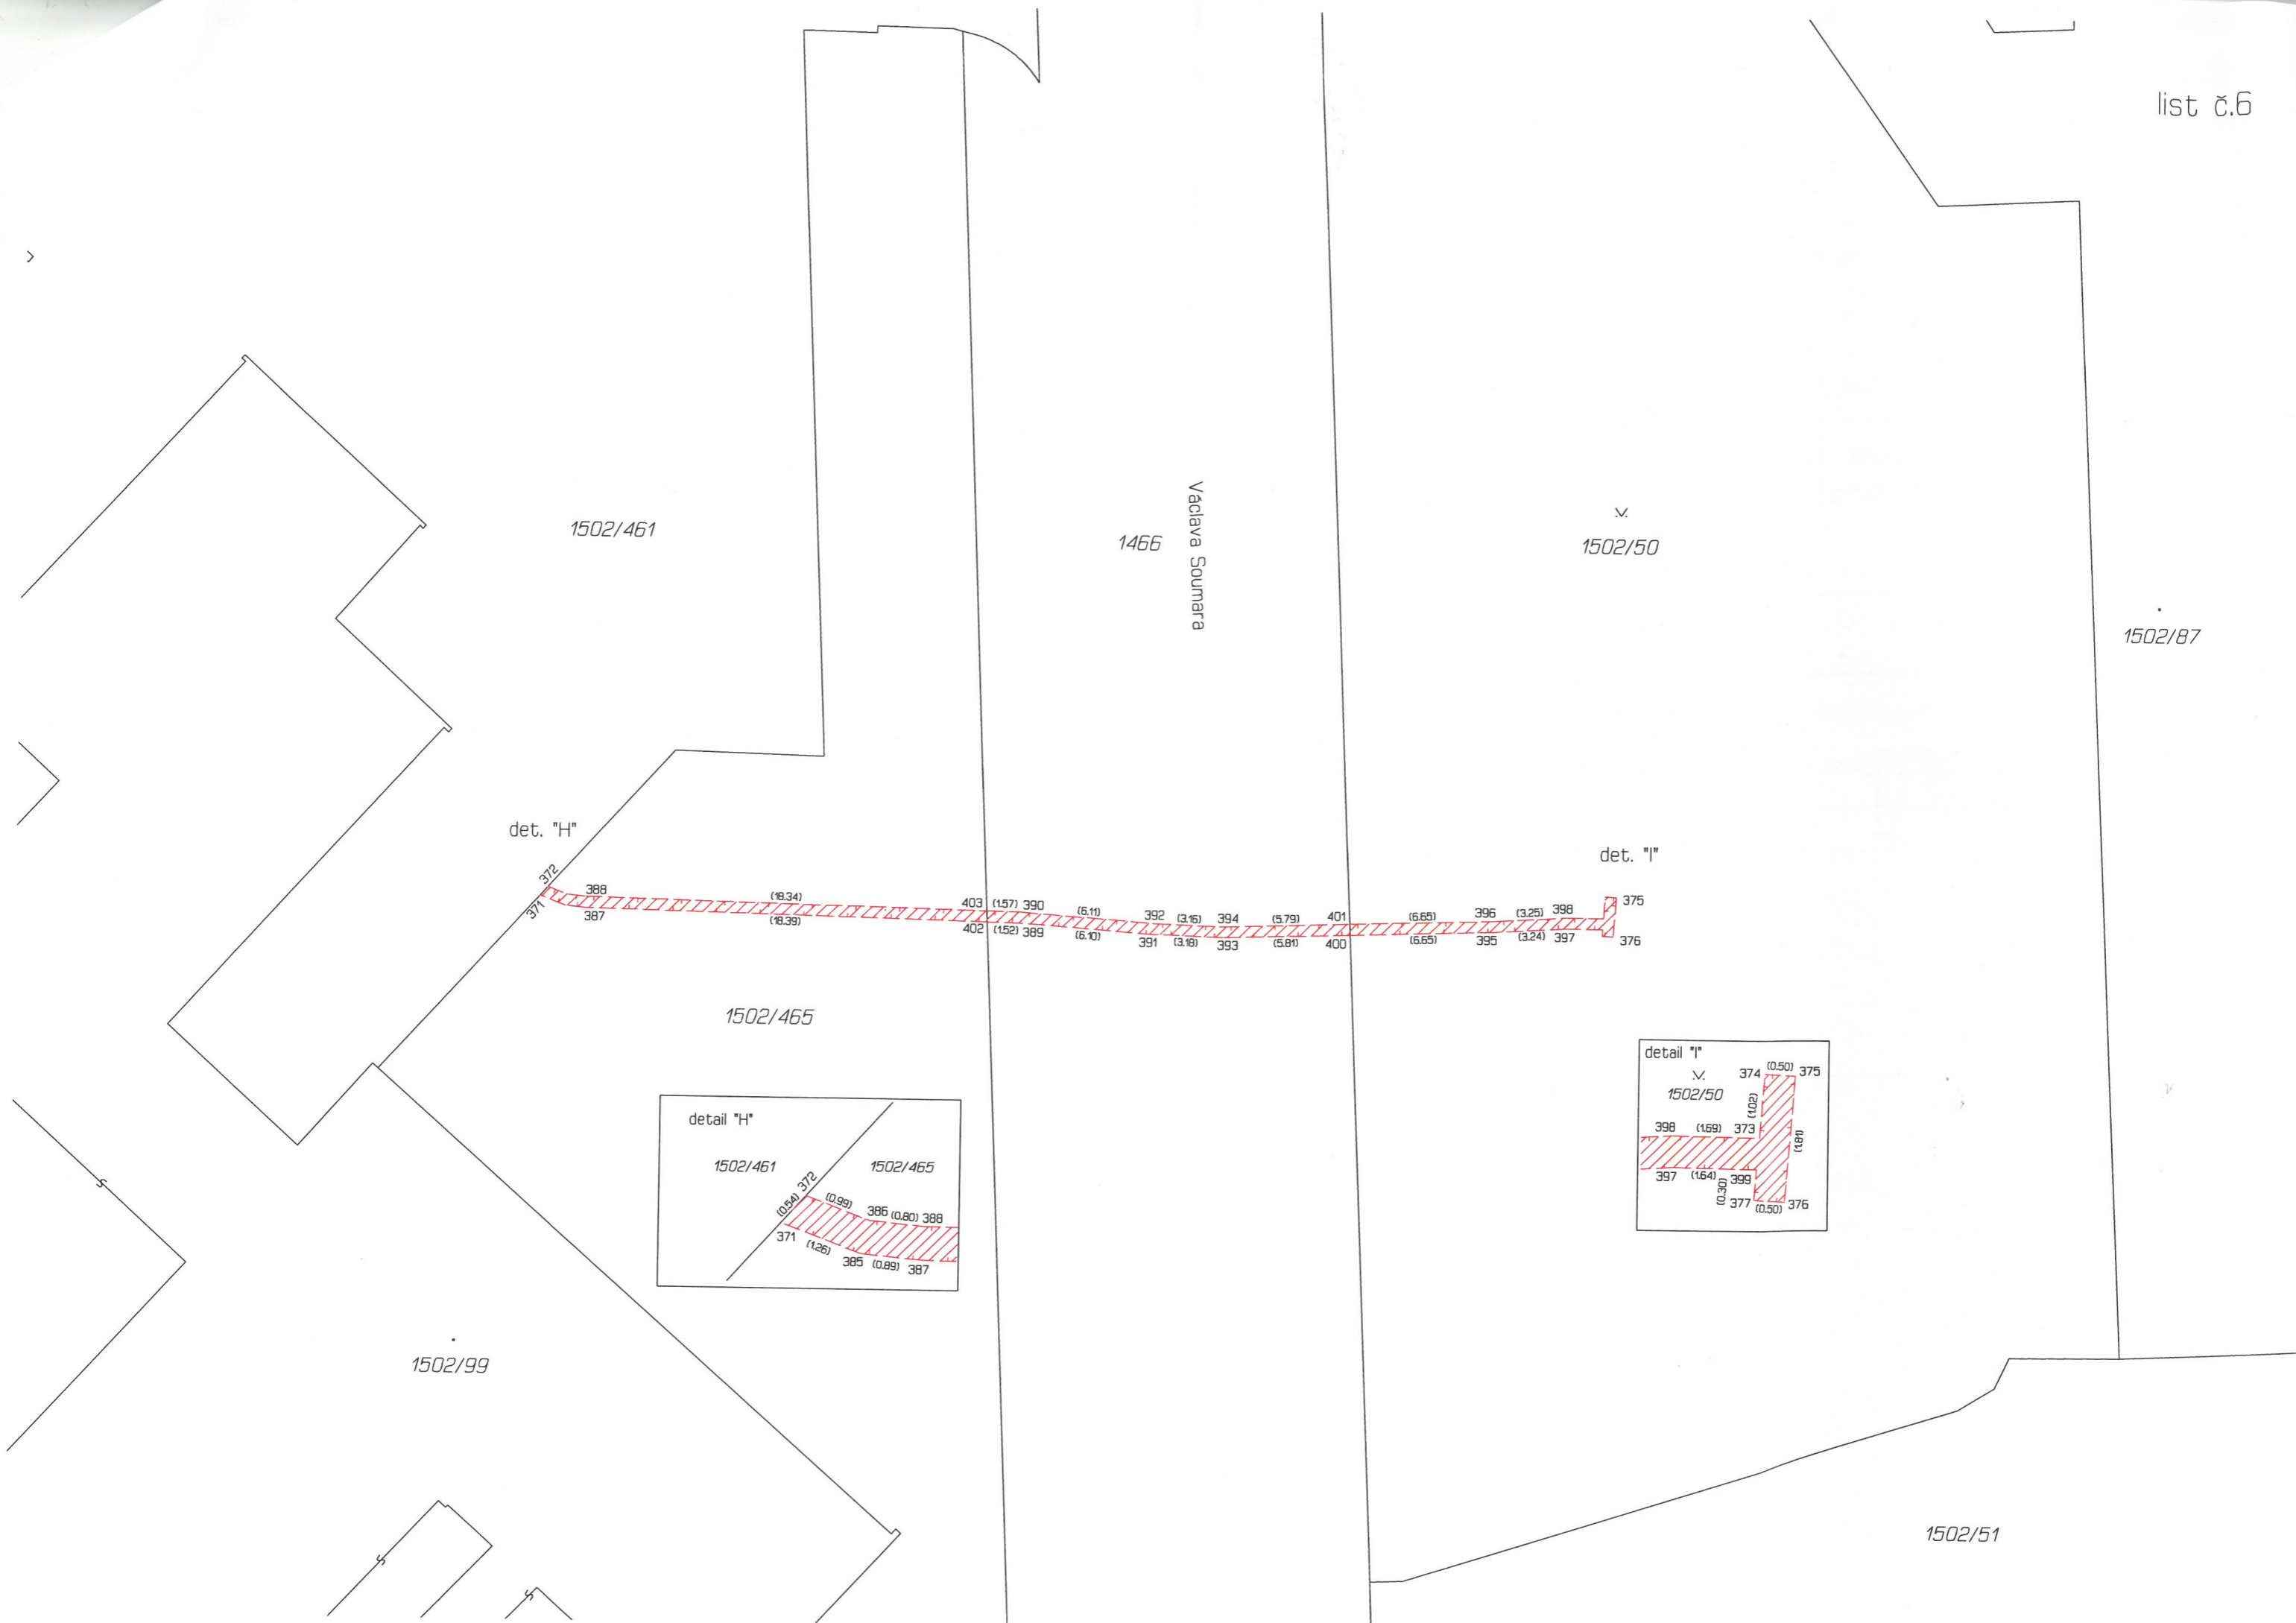 list č.6
1502/461
1466
Václava Soumara
1502/50
1502/87
det. "H"
det. "I"
372
371
388
387
(18.34)
(18.39)
403 (1.57) 390
402 (1.52) 389
(6.11)
(6.10)
392 (3.16) 394
391 (3.18) 393
(5.79)
(5.81)
401
400
(6.65)
(6.65)
396 (3.25) 398
395 (3.24) 397
375
376
1502/465
detail "H"
1502/461
1502/465
372
(0.54)
(0.99)
386 (0.80) 388
371
(1.26)
385 (0.89) 387
detail "I"
1502/50
374 (0.50) 375
(1.02)
398 (1.69) 373
(1.81)
397 (1.64) 399
(0.30)
377 (0.50) 376
1502/99
1502/51